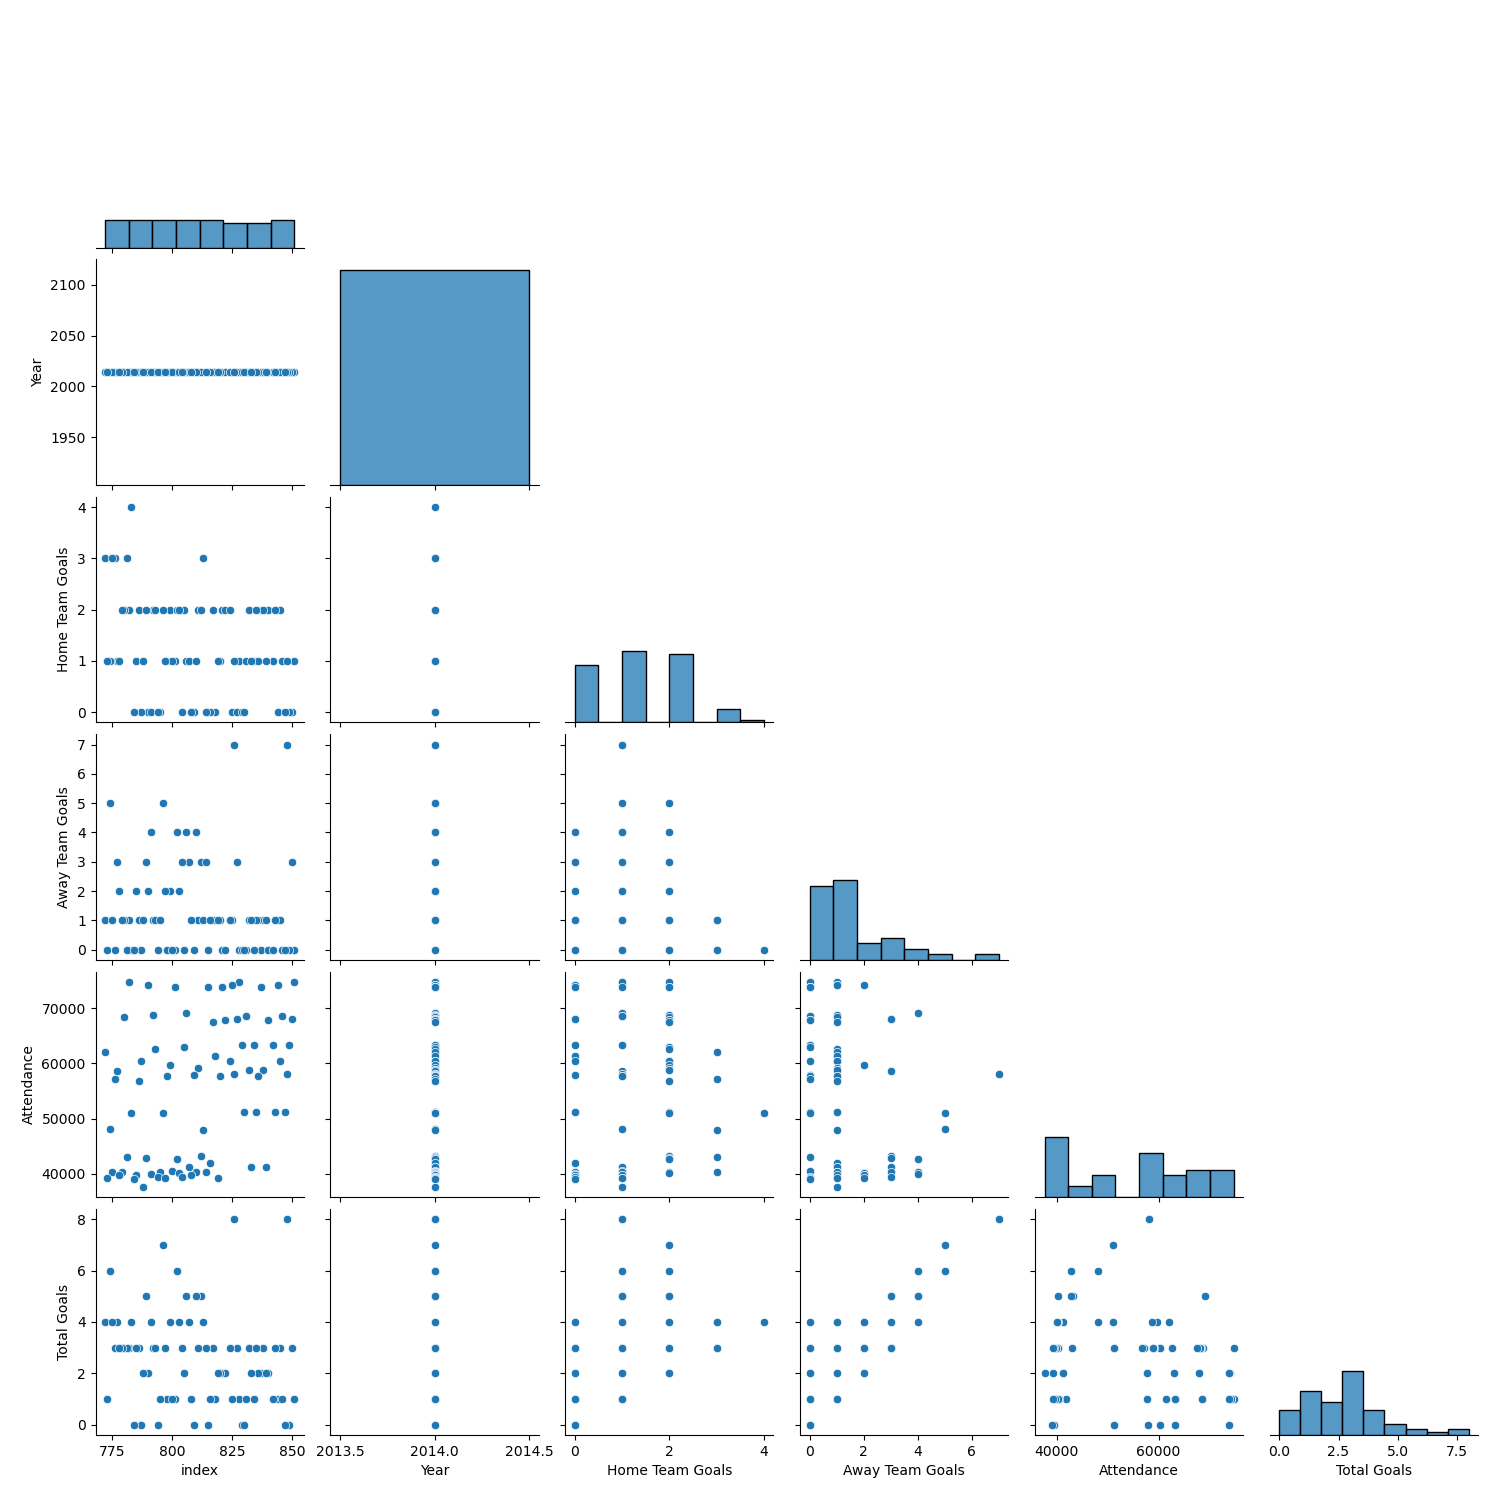 2100
2050
2000
1950
Year
4
3
2
1
0
Home Team Goals
7
6
5
4
3
2
1
0
Away Team Goals
70000
60000
50000
40000
Attendance
8
6
4
2
0
Total Goals
775 800 825 850
index
2013.5 2014.0 2014.5
Year
0 2 4
Home Team Goals
0 2 4 6
Away Team Goals
40000 60000
Attendance
0.0 2.5 5.0 7.5
Total Goals